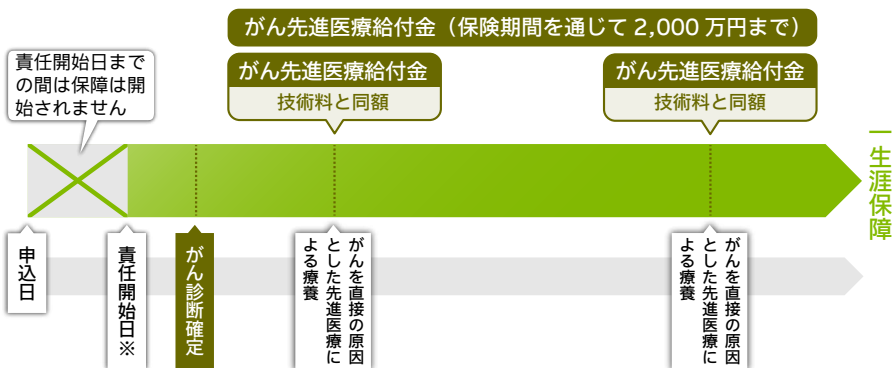 がん先進医療給付金（保険期間を通じて 2,000 万円まで）
責任開始日まで
の間は保障は開
始されません
がん先進医療給付金
技術料と同額
がん先進医療給付金
技術料と同額
一生涯保障
申込日
責任開始日※
がん診断確定
がんを直接の原因
とした先進医療に
よる療養
がんを直接の原因
とした先進医療に
よる療養